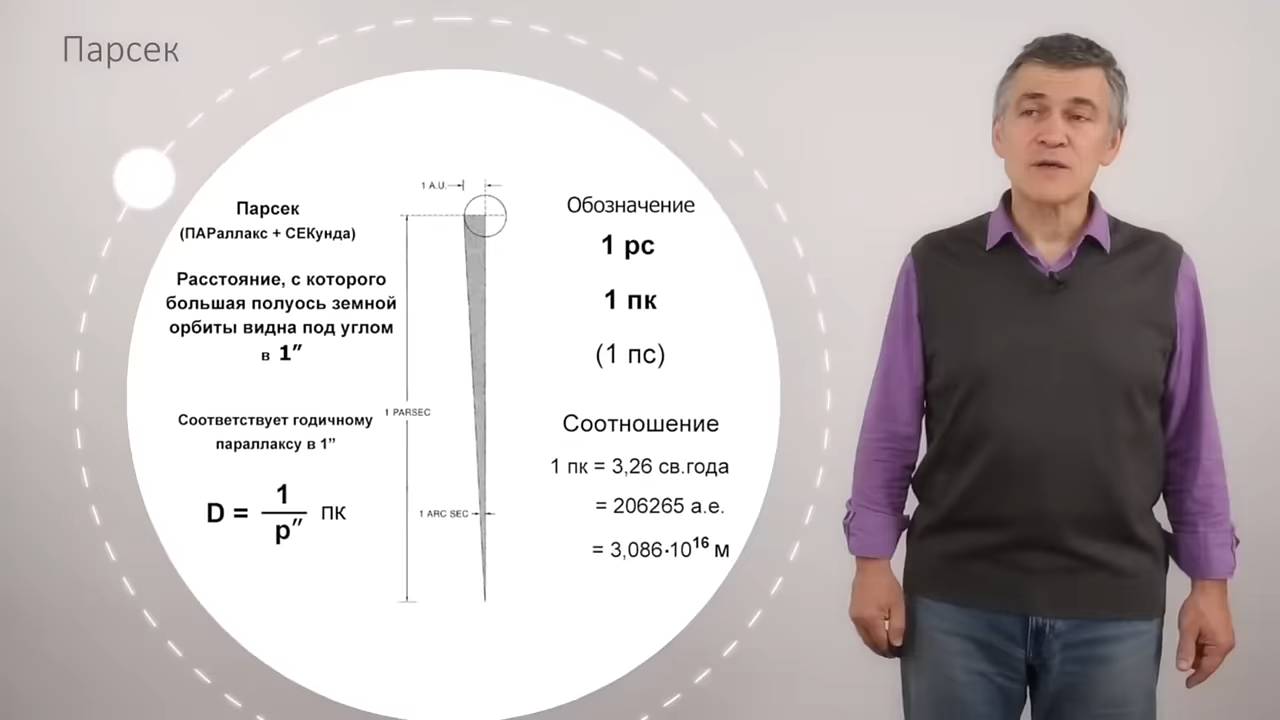 Парсек
Парсек
(ПАРаллакс + СЕКунда)
Расстояние, с которого
большая полуось земной
орбиты видна под углом
в 1″
Соответствует годичному
параллаксу в 1”
D = 1/p″ пк
1 A.U.
1 PARSEC
1 ARC SEC
Обозначение
1 pc
1 пк
(1 пс)
Соотношение
1 пк = 3,26 св.года
= 206265 а.е.
= 3,086·10¹⁶ м